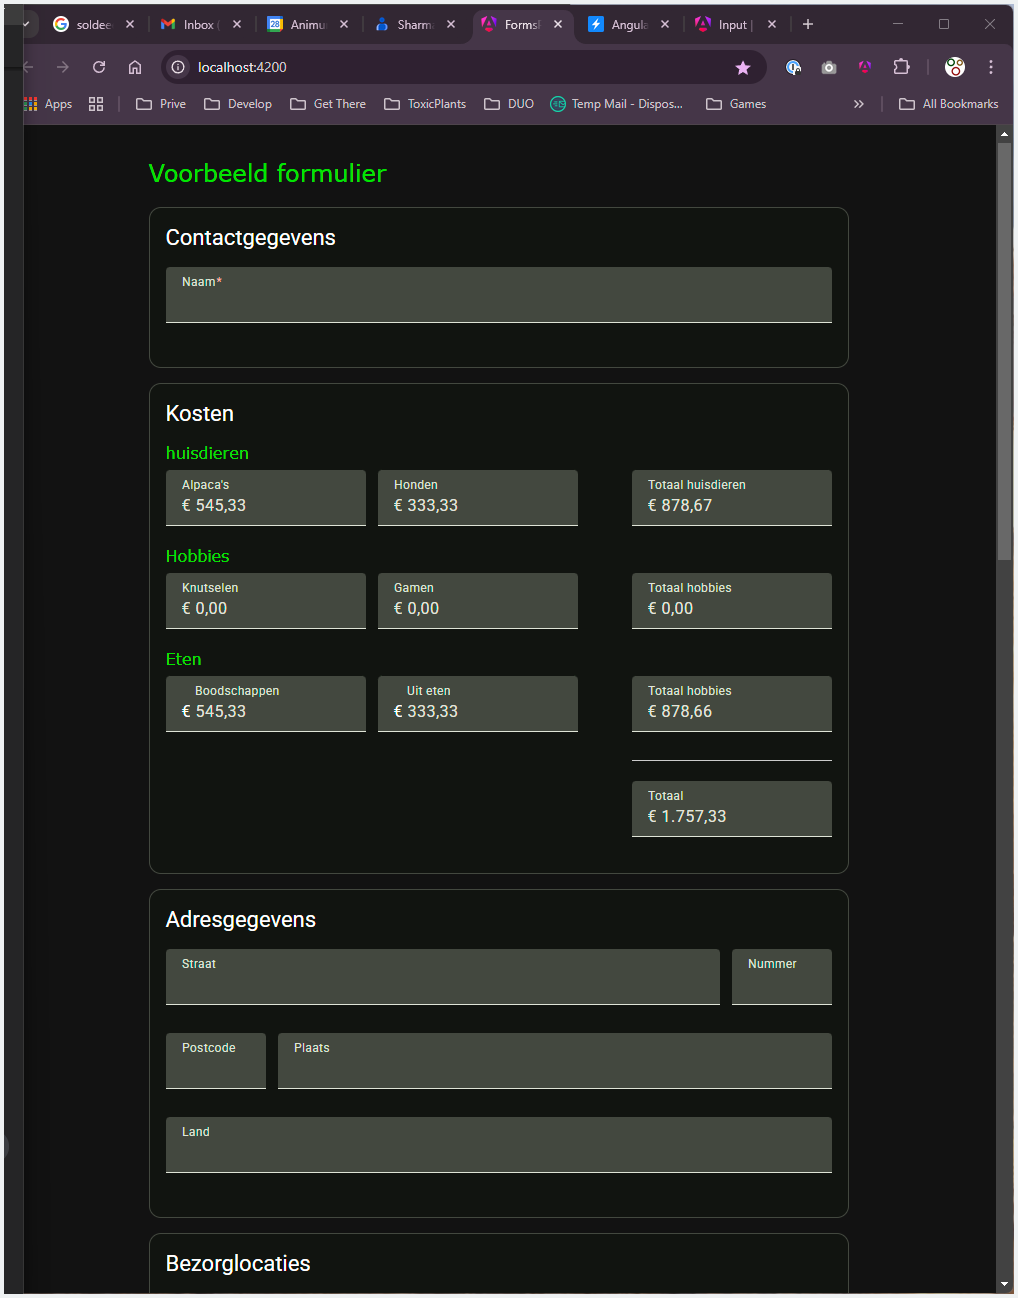 soldee Inbox ( Animu Sharm Forms Angula Input |
localhost:4200
Apps Prive Develop Get There ToxicPlants DUO Temp Mail - Dispos... Games » All Bookmarks
Voorbeeld formulier
Contactgegevens
Naam*
Kosten
huisdieren
Alpaca's Honden Totaal huisdieren
€ 545,33 € 333,33 € 878,67
Hobbies
Knutselen Gamen Totaal hobbies
€ 0,00 € 0,00 € 0,00
Eten
Boodschappen Uit eten Totaal hobbies
€ 545,33 € 333,33 € 878,66
Totaal
€ 1.757,33
Adresgegevens
Straat Nummer
Postcode Plaats
Land
Bezorglocaties